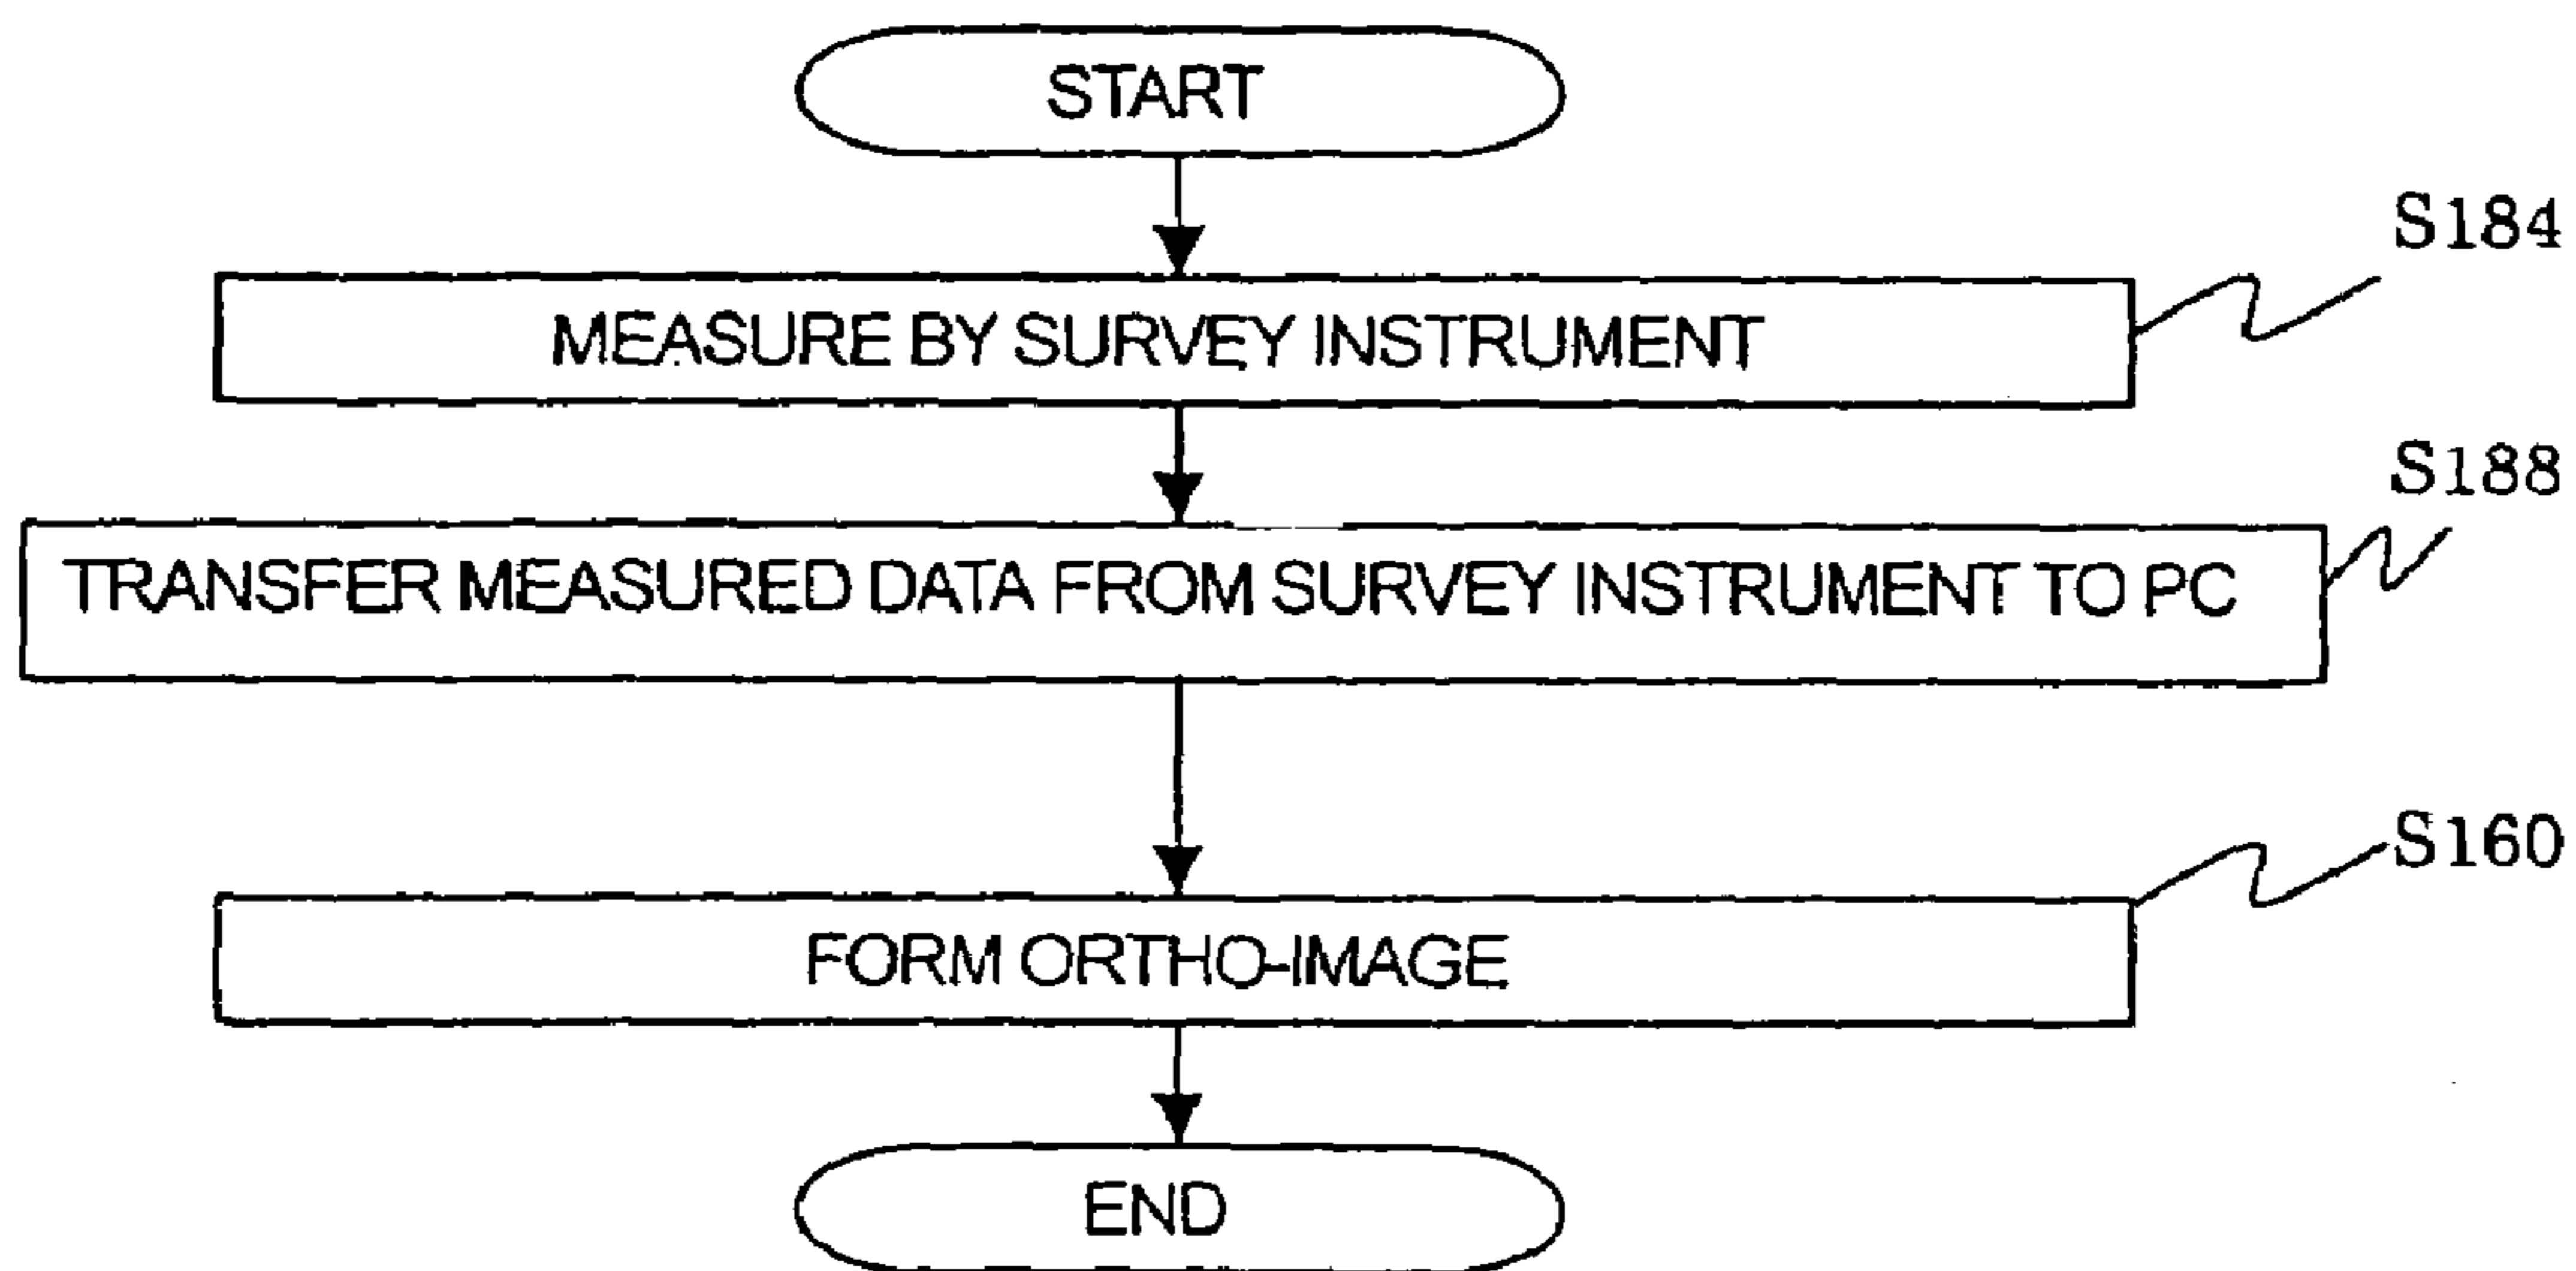 START
S184
MEASURE BY SURVEY INSTRUMENT
S188
TRANSFER MEASURED DATA FROM SURVEY INSTRUMENT TO PC
S160
FORM ORTHO-IMAGE
END